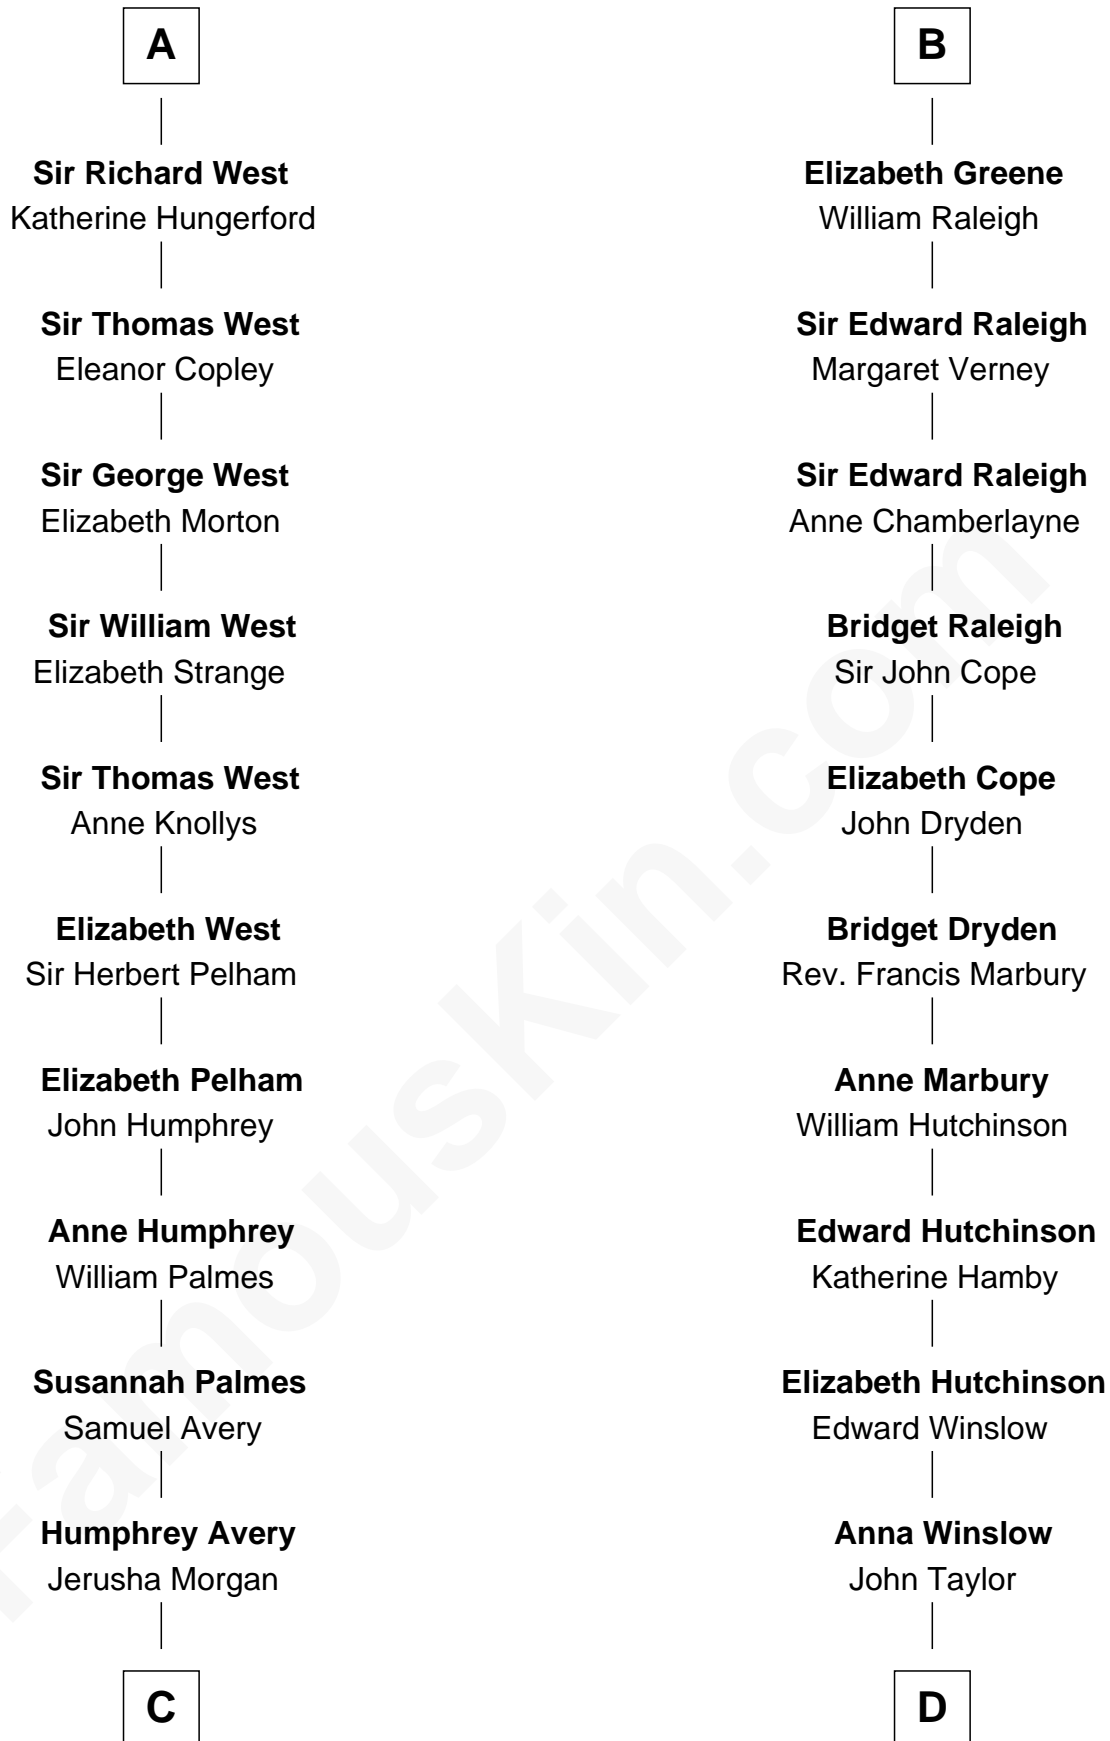 A
Sir Richard West
Katherine Hungerford
Sir Thomas West
Eleanor Copley
Sir George West
Elizabeth Morton
Sir William West
Elizabeth Strange
Sir Thomas West
Anne Knollys
Elizabeth West
Sir Herbert Pelham
Elizabeth Pelham
John Humphrey
Anne Humphrey
William Palmes
Susannah Palmes
Samuel Avery
Humphrey Avery
Jerusha Morgan
C
B
Elizabeth Greene
William Raleigh
Sir Edward Raleigh
Margaret Verney
Sir Edward Raleigh
Anne Chamberlayne
Bridget Raleigh
Sir John Cope
Elizabeth Cope
John Dryden
Bridget Dryden
Rev. Francis Marbury
Anne Marbury
William Hutchinson
Edward Hutchinson
Katherine Hamby
Elizabeth Hutchinson
Edward Winslow
Anna Winslow
John Taylor
D
FamousKin.com